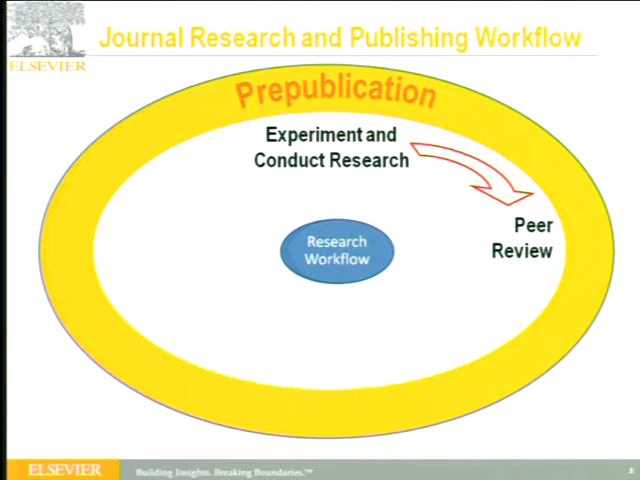 Journal Research and Publishing Workflow
ELSEVIER
Prepublication
Experiment and
Conduct Research
Peer
Review
Research
Workflow
ELSEVIER
Building Insights. Breaking Boundaries.™
8